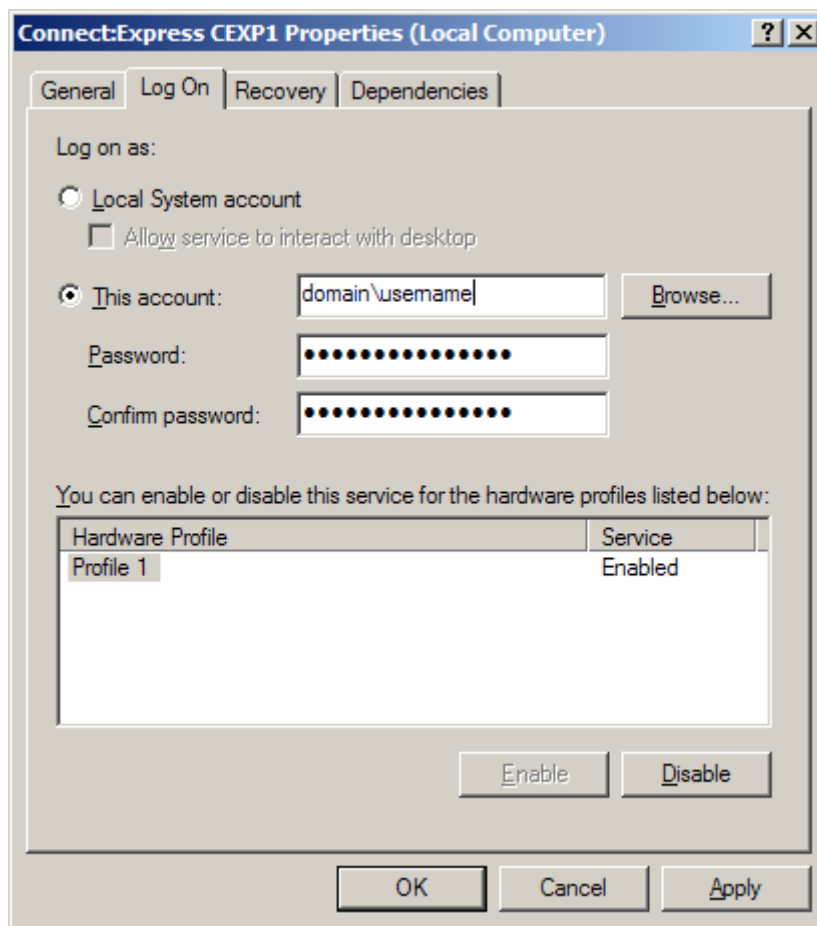 Connect:Express CEXP1 Properties (Local Computer) ? X
General Log On Recovery Dependencies
Log on as:
Local System account
Allow service to interact with desktop
This account: domain\username Browse...
Password: •••••••••••••••
Confirm password: •••••••••••••••
You can enable or disable this service for the hardware profiles listed below:
Hardware Profile Service
Profile 1 Enabled
Enable Disable
OK Cancel Apply